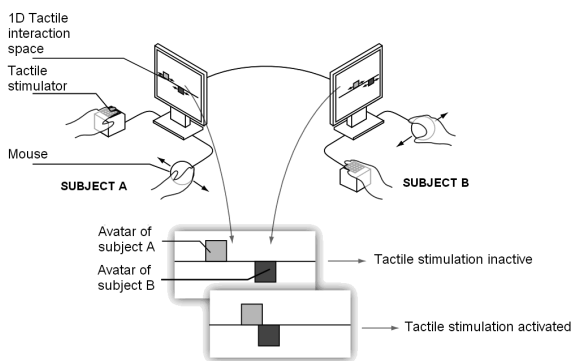 1D Tactile
interaction
space
Tactile
stimulator
Mouse
SUBJECT A
SUBJECT B
Avatar of
subject A
Avatar of
subject B
Tactile stimulation inactive
Tactile stimulation activated